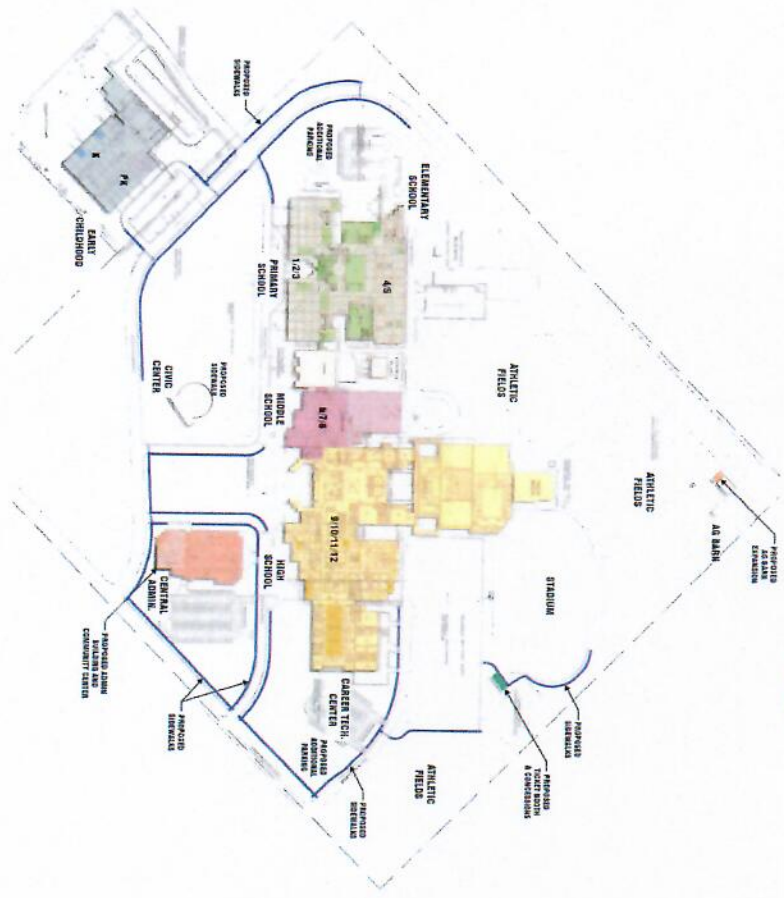 PROPOSED
SIDEWALKS
PROPOSED
ADDITIONAL
PARKING
ELEMENTARY
SCHOOL
K
PK
EARLY
CHILDHOOD
1/2/3
4/5
PRIMARY
SCHOOL
ATHLETIC
FIELDS
CIVIC
CENTER
PROPOSED
SIDEWALK
MIDDLE
SCHOOL
6/7/8
ATHLETIC
FIELDS
AG BARN
PROPOSED
AG BARN
EXPANSION
9/10/11/12
HIGH
SCHOOL
STADIUM
CENTRAL
ADMIN.
PROPOSED ADMIN
BUILDING AND
COMMUNITY CENTER
PROPOSED
SIDEWALKS
CAREER TECH.
CENTER
PROPOSED
ADDITIONAL
PARKING
PROPOSED
SIDEWALKS
ATHLETIC
FIELDS
PROPOSED
TICKET BOOTH
& CONCESSIONS
PROPOSED
SIDEWALKS